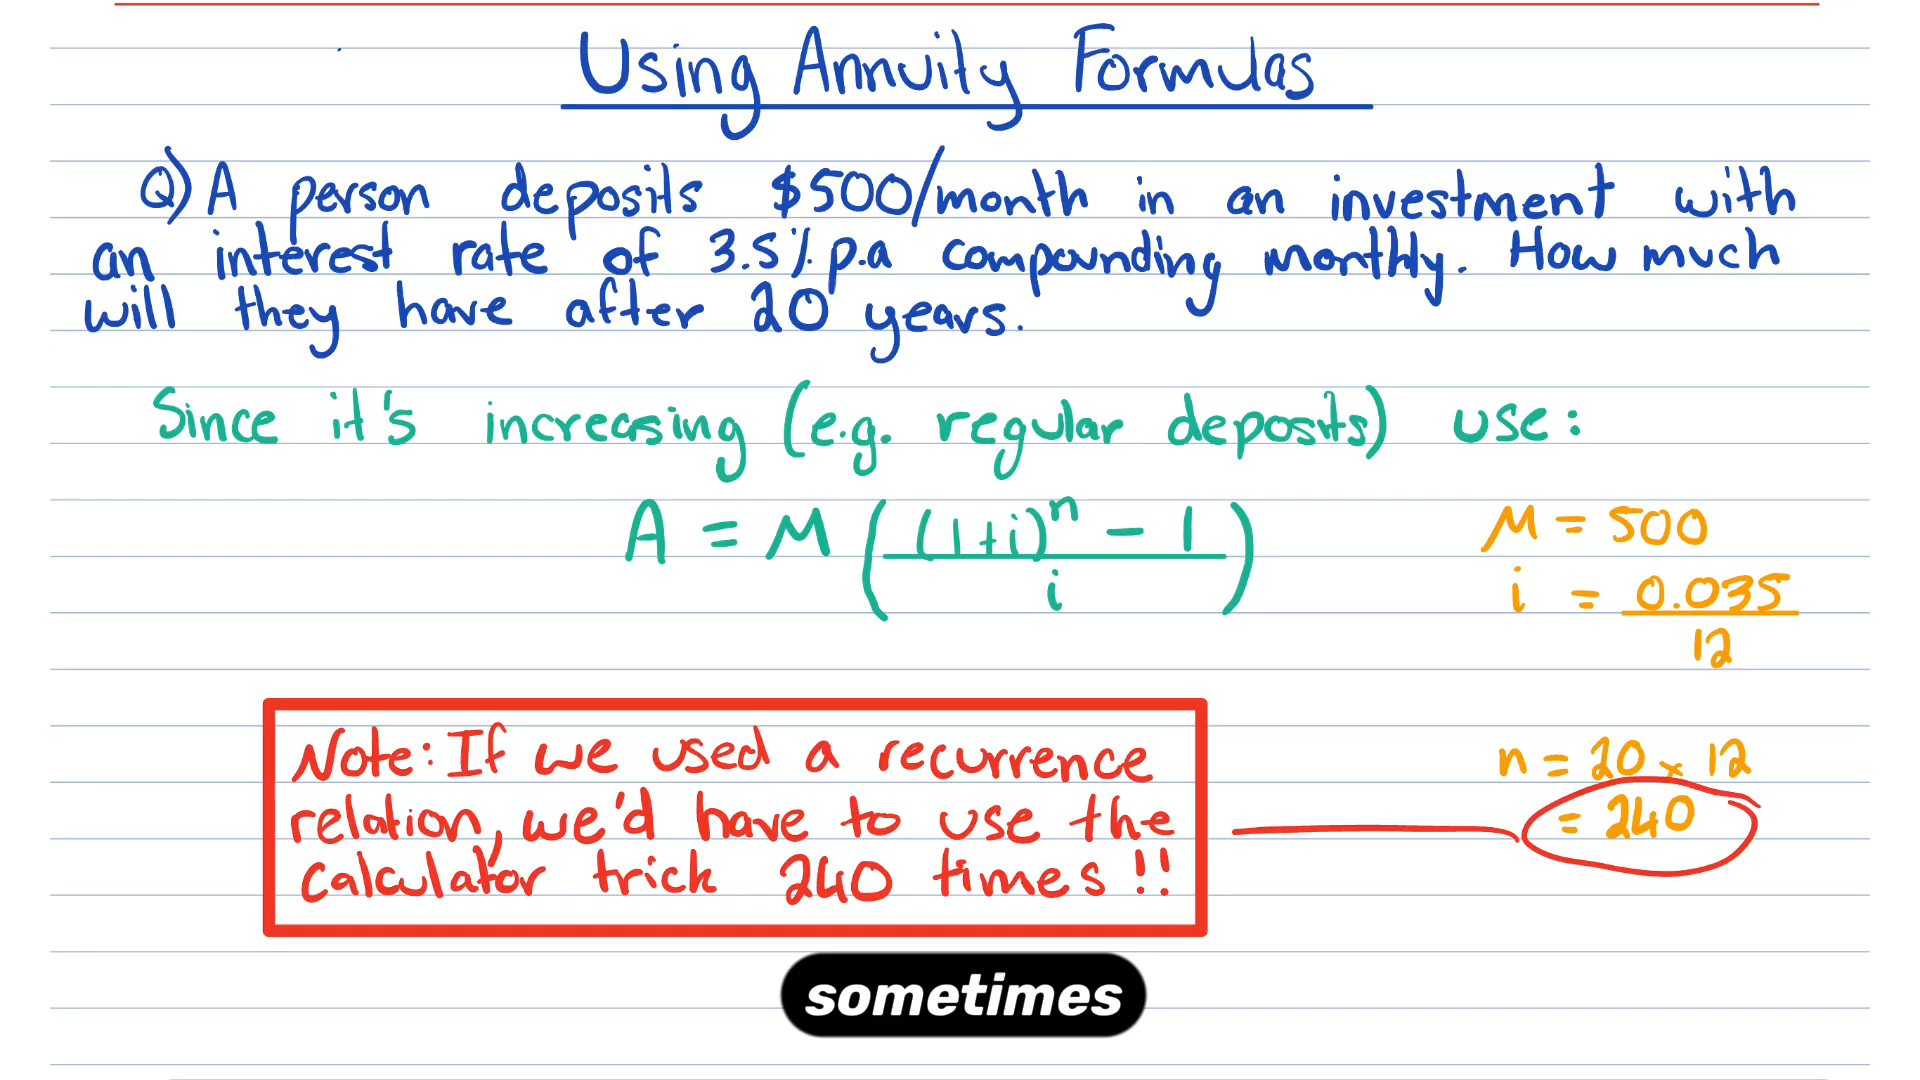 Using Annuity Formulas
Q) A person deposits $500/month in an investment with
an interest rate of 3.5% p.a compounding monthly. How much
will they have after 20 years.
Since it's increasing (e.g. regular deposits) use:
A = M ( (1+i)^n - 1 / i )
M = 500
i = 0.035 / 12
n = 20 × 12
= 240
Note: If we used a recurrence
relation, we'd have to use the
calculator trick 240 times!!
sometimes